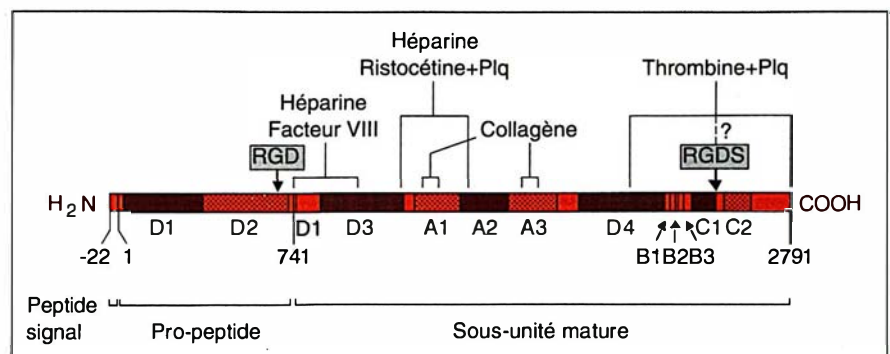 Héparine
Ristocétine+Plq
Thrombine+Plq
Héparine
Facteur VIII
Collagène
?
RGD
RGDS
H2N
COOH
D1 D2 D1 D3 A1 A2 A3 D4 C1 C2
-22 1 741 B1 B2 B3 2791
Peptide
signal
Pro-peptide
Sous-unité mature